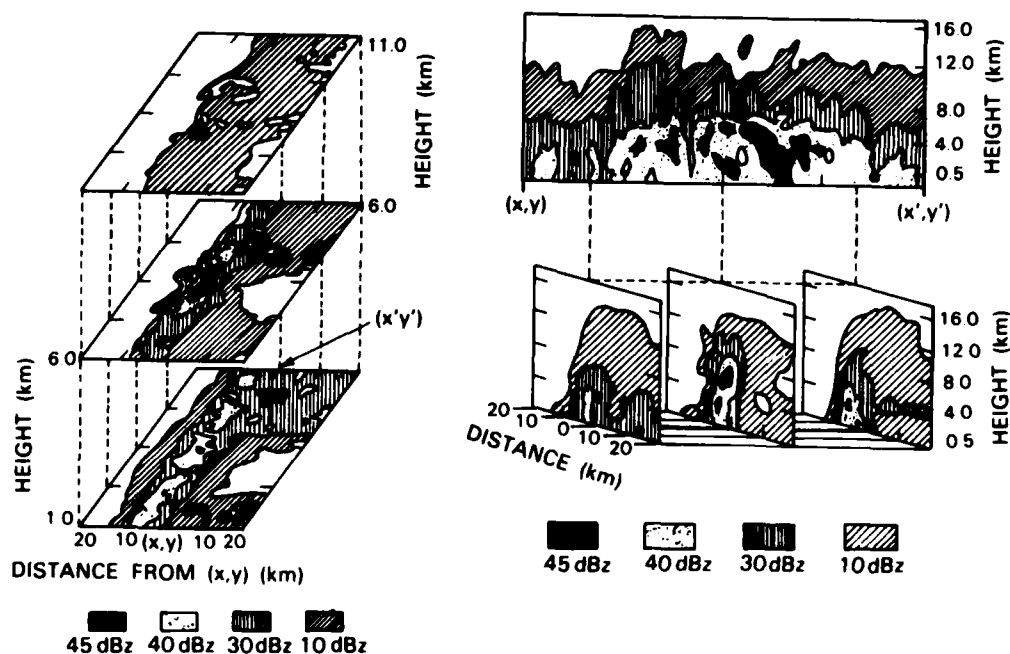 11.0
HEIGHT (km)
6.0
6.0
(x'y')
HEIGHT (km)
1 0
20 10 (x,y) 10 20
DISTANCE FROM (x,y) (km)
45 dBz 40 dBz 30 dBz 10 dBz
16.0
12.0
8.0
4.0
0.5
HEIGHT (km)
(x,y) (x',y')
16.0
12.0
8 0
4 0
0 5
HEIGHT (km)
20 10 0 10 20
DISTANCE (km)
45 dBz 40 dBz 30 dBz 10 dBz